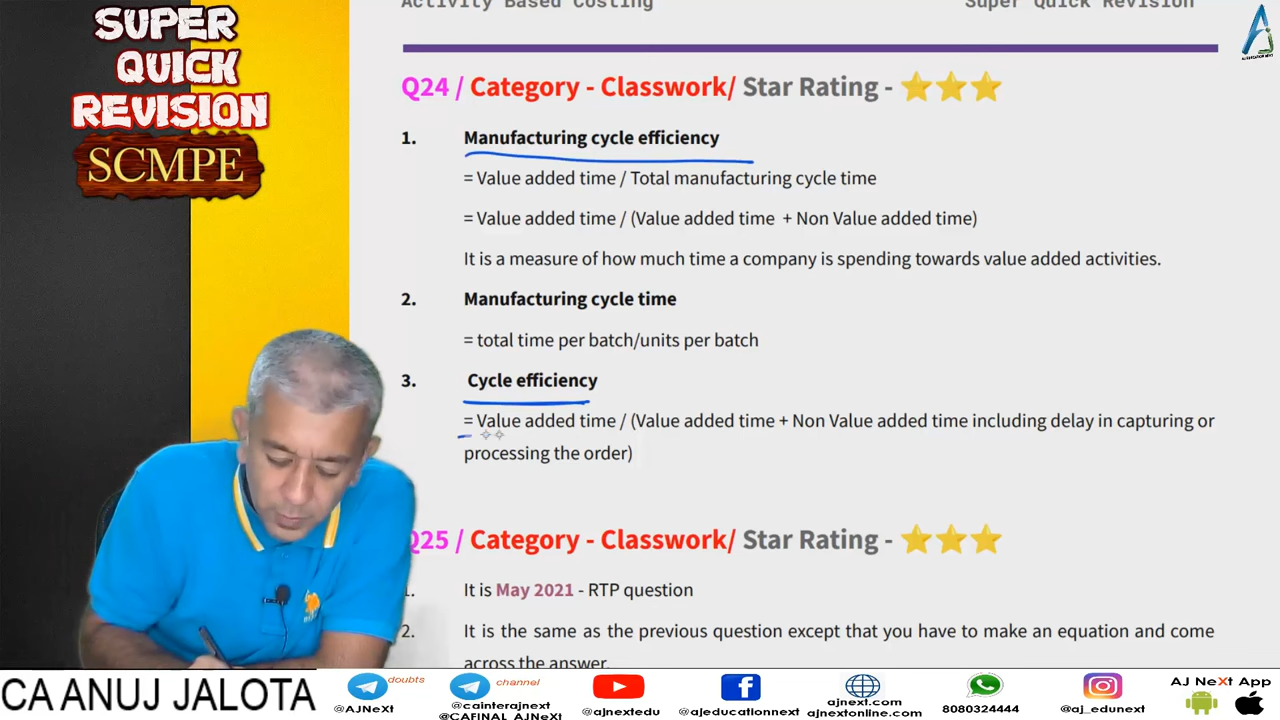 SUPER
QUICK
REVISION
SCMPE
Activity Based Costing
Super Quick Revision
Q24 / Category - Classwork/ Star Rating -
1. Manufacturing cycle efficiency
= Value added time / Total manufacturing cycle time
= Value added time / (Value added time + Non Value added time)
It is a measure of how much time a company is spending towards value added activities.
2. Manufacturing cycle time
= total time per batch/units per batch
3. Cycle efficiency
= Value added time / (Value added time + Non Value added time including delay in capturing or
processing the order)
Q25 / Category - Classwork/ Star Rating -
1. It is May 2021 - RTP question
2. It is the same as the previous question except that you have to make an equation and come
across the answer.
CA ANUJ JALOTA
doubts
@AJNeXt
channel
@cainterajnext
@CAFINAL_AJNeXt
@ajnextedu
@ajeducationnext
ajnext.com
ajnextonline.com
8080324444
@aj_edunext
AJ NeXt App